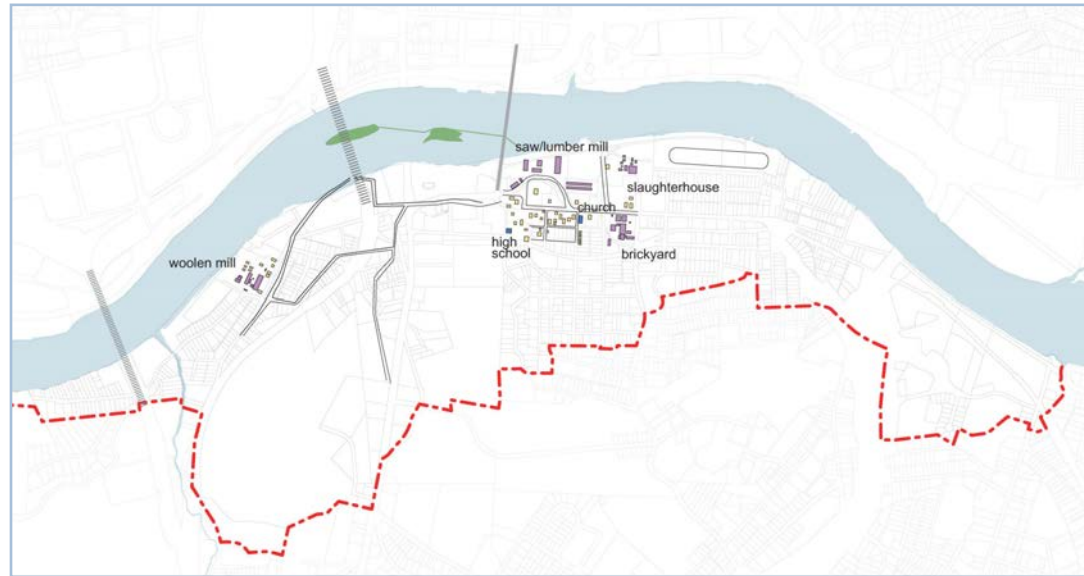 saw/lumber mill
slaughterhouse
church
high
school
brickyard
woolen mill